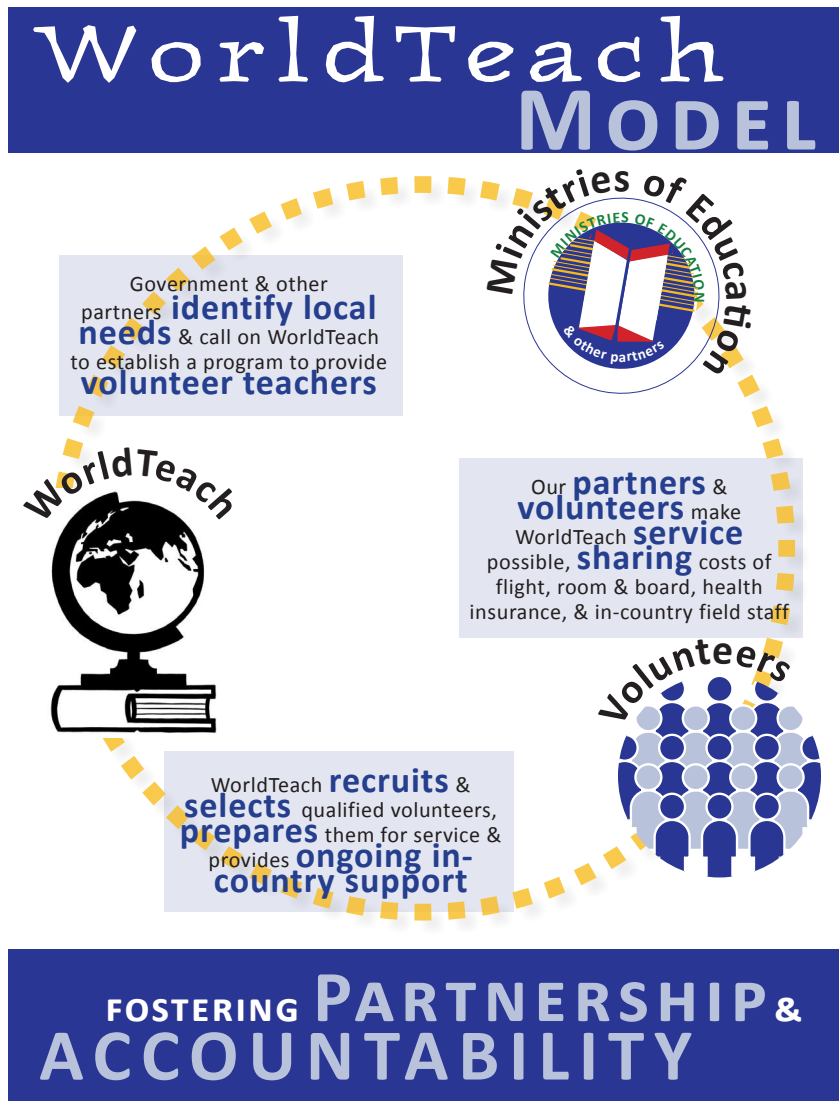 WorldTeach
MODEL
Ministries of Education
MINISTRIES OF EDUCATION
& other partners
Government & other
partners identify local
needs & call on WorldTeach
to establish a program to provide
volunteer teachers
WorldTeach
Our partners &
volunteers make
WorldTeach service
possible, sharing costs of
flight, room & board, health
insurance, & in-country field staff
Volunteers
WorldTeach recruits &
selects qualified volunteers,
prepares them for service &
provides ongoing in-
country support
FOSTERING PARTNERSHIP &
ACCOUNTABILITY